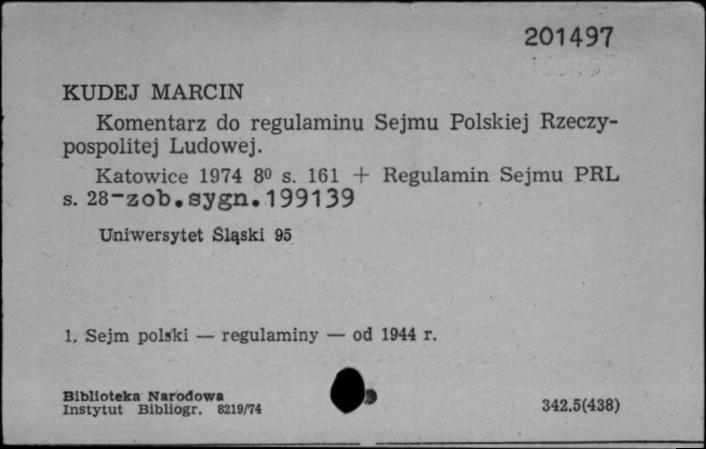 201497
KUDEJ MARCIN
Komentarz do regulaminu Sejmu Polskiej Rzeczy-
pospolitej Ludowej.
Katowice 1974 8⁰ s. 161 + Regulamin Sejmu PRL
s. 28-zob.sygn.199139
Uniwersytet Śląski 95
1. Sejm polski — regulaminy — od 1944 r.
Biblioteka Narodowa
Instytut Bibliogr. 8219/74
342.5(438)